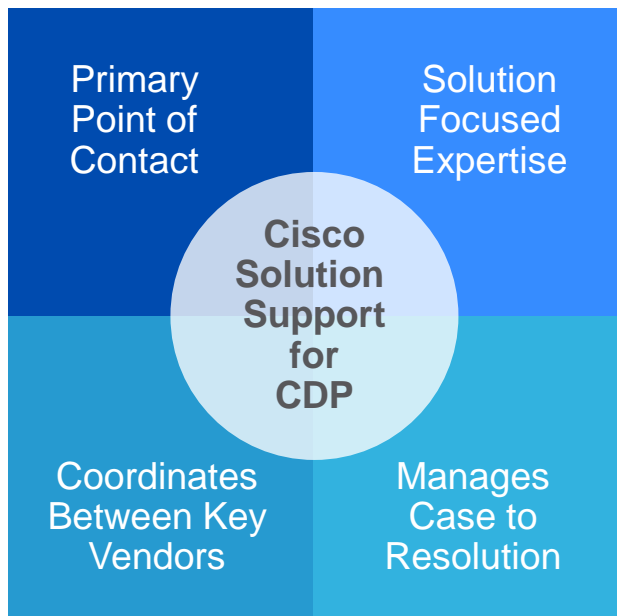 Primary
Point of
Contact
Solution
Focused
Expertise
Cisco
Solution
Support
for
CDP
Coordinates
Between Key
Vendors
Manages
Case to
Resolution